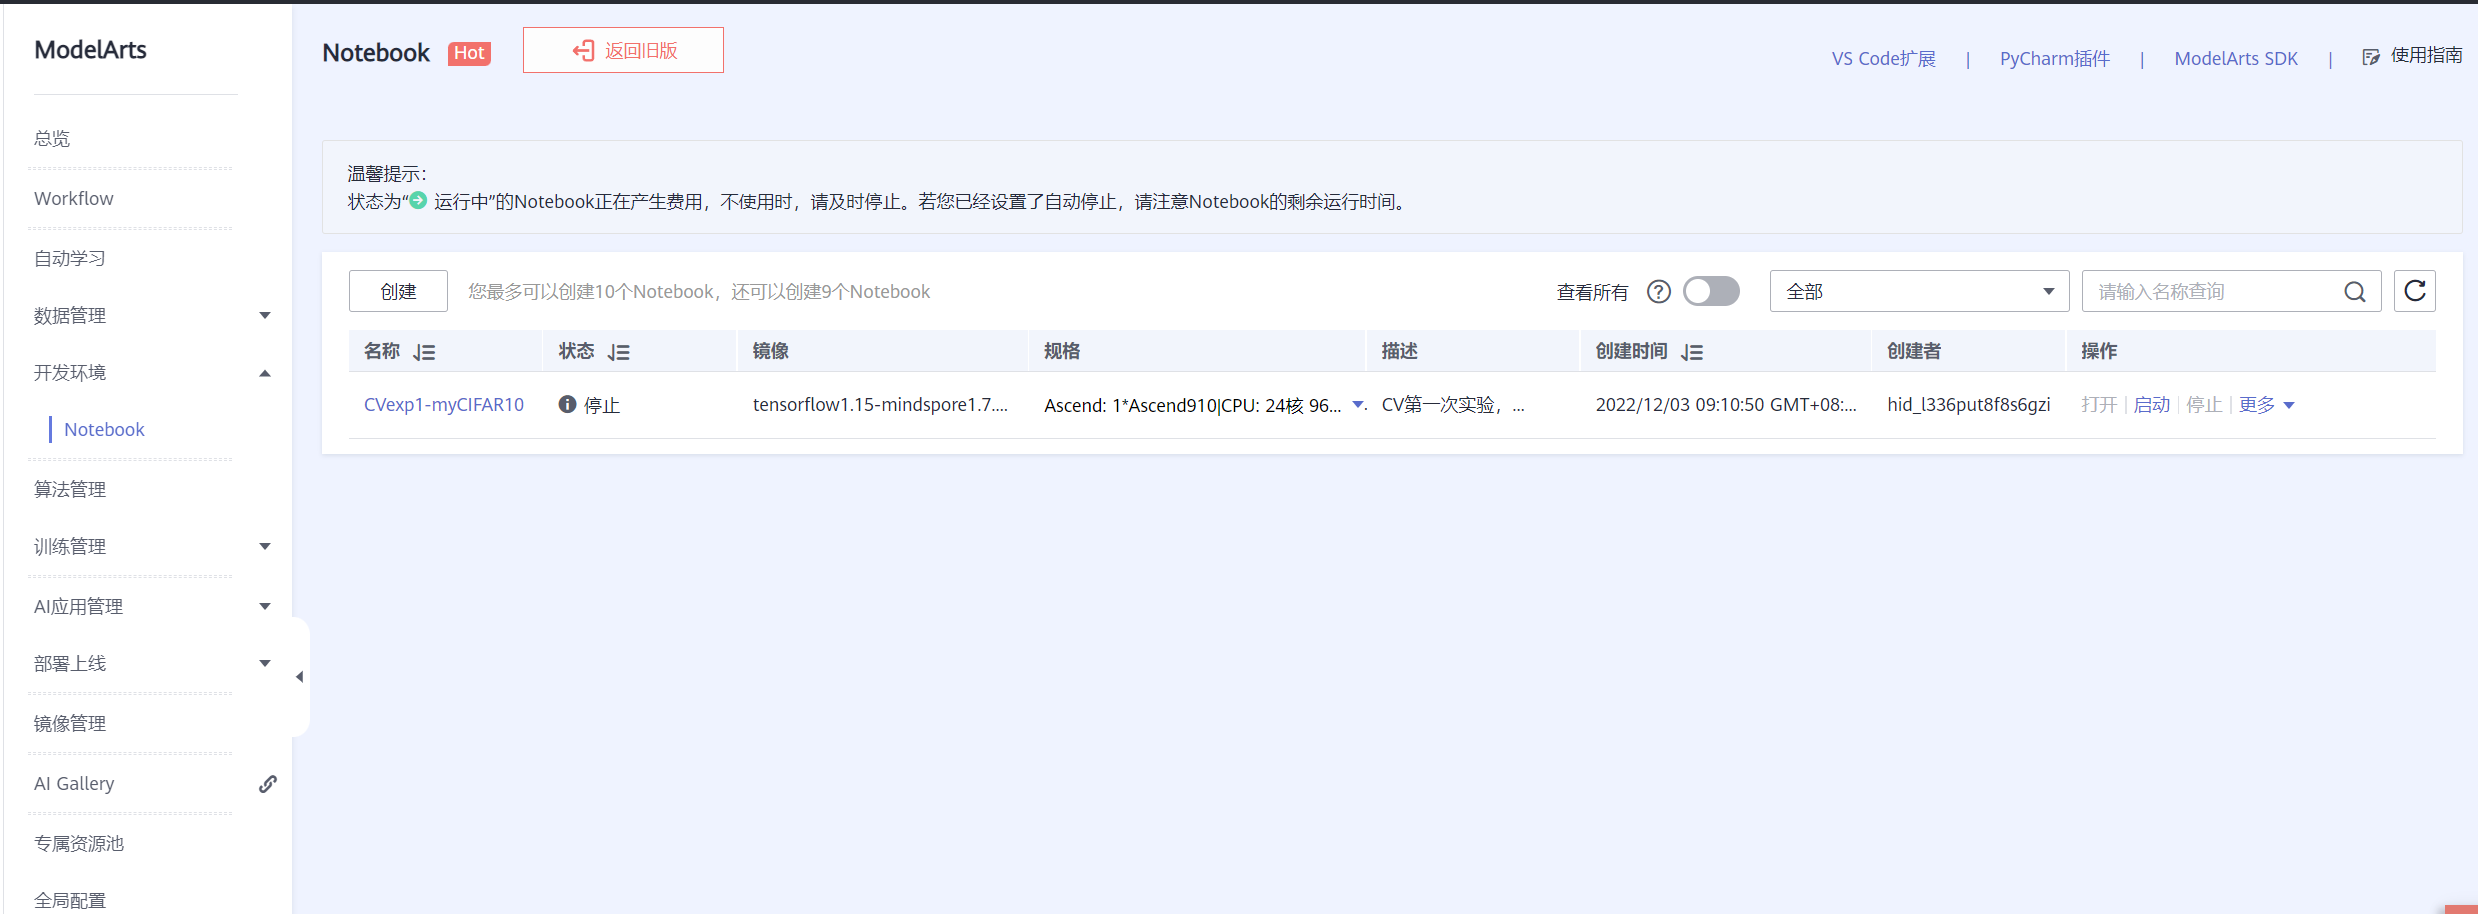 ModelArts
总览
Workflow
自动学习
数据管理
开发环境
Notebook
算法管理
训练管理
AI应用管理
部署上线
镜像管理
AI Gallery
专属资源池
全局配置
Notebook Hot 返回旧版
VS Code扩展 | PyCharm插件 | ModelArts SDK | 使用指南
温馨提示：
状态为“ 运行中”的Notebook正在产生费用，不使用时，请及时停止。若您已经设置了自动停止，请注意Notebook的剩余运行时间。
创建 您最多可以创建10个Notebook，还可以创建9个Notebook 查看所有 全部 请输入名称查询
名称 状态 镜像 规格 描述 创建时间 创建者 操作
CVexp1-myCIFAR10 停止 tensorflow1.15-mindspore1.7.... Ascend: 1*Ascend910|CPU: 24核 96... CV第一次实验，... 2022/12/03 09:10:50 GMT+08:... hid_l336put8f8s6gzi 打开 | 启动 | 停止 | 更多